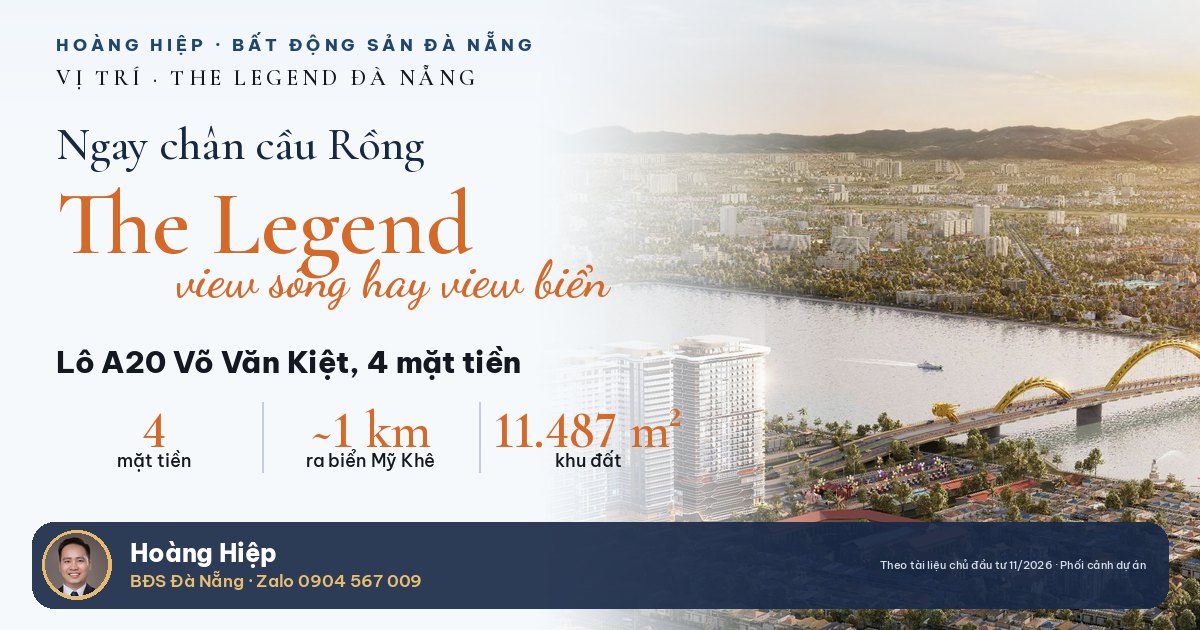 HOÀNG HIỆP · BẤT ĐỘNG SẢN ĐÀ NẴNG
VỊ TRÍ · THE LEGEND ĐÀ NẴNG
Ngay chân cầu Rồng
The Legend
view sông hay view biển
Lô A20 Võ Văn Kiệt, 4 mặt tiền
4
mặt tiền
~1 km
ra biển Mỹ Khê
11.487 m²
khu đất
Hoàng Hiệp
BĐS Đà Nẵng · Zalo 0904 567 009
Theo tài liệu chủ đầu tư 11/2026 · Phối cảnh dự án